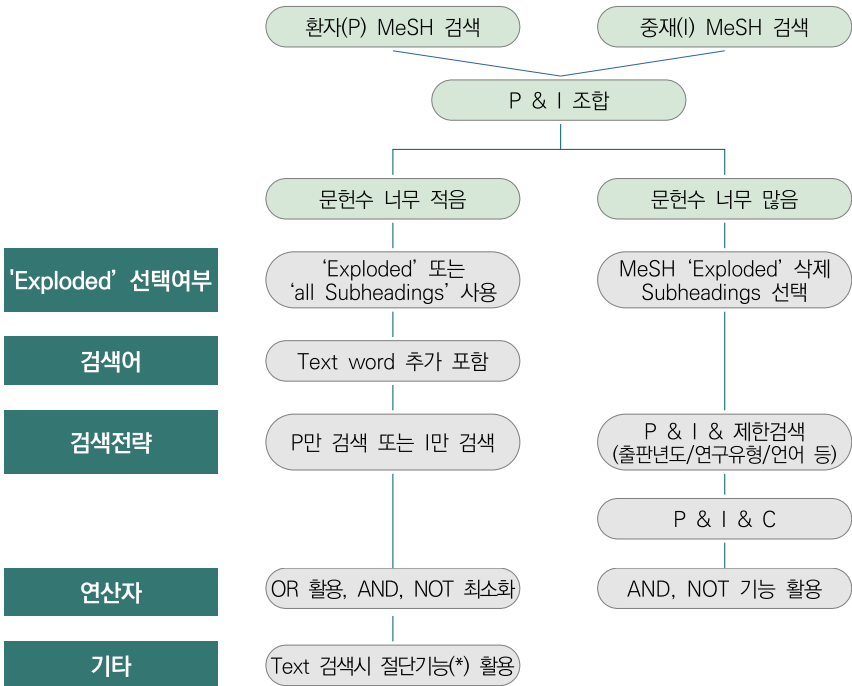 환자(P) MeSH 검색
중재(I) MeSH 검색
P & I 조합
문헌수 너무 적음
문헌수 너무 많음
'Exploded’ 선택여부
‘Exploded’ 또는
‘all Subheadings’ 사용
MeSH ‘Exploded’ 삭제
Subheadings 선택
검색어
Text word 추가 포함
검색전략
P만 검색 또는 I만 검색
P & I & 제한검색
(출판년도/연구유형/언어 등)
P & I & C
연산자
OR 활용, AND, NOT 최소화
AND, NOT 기능 활용
기타
Text 검색시 절단기능(*) 활용